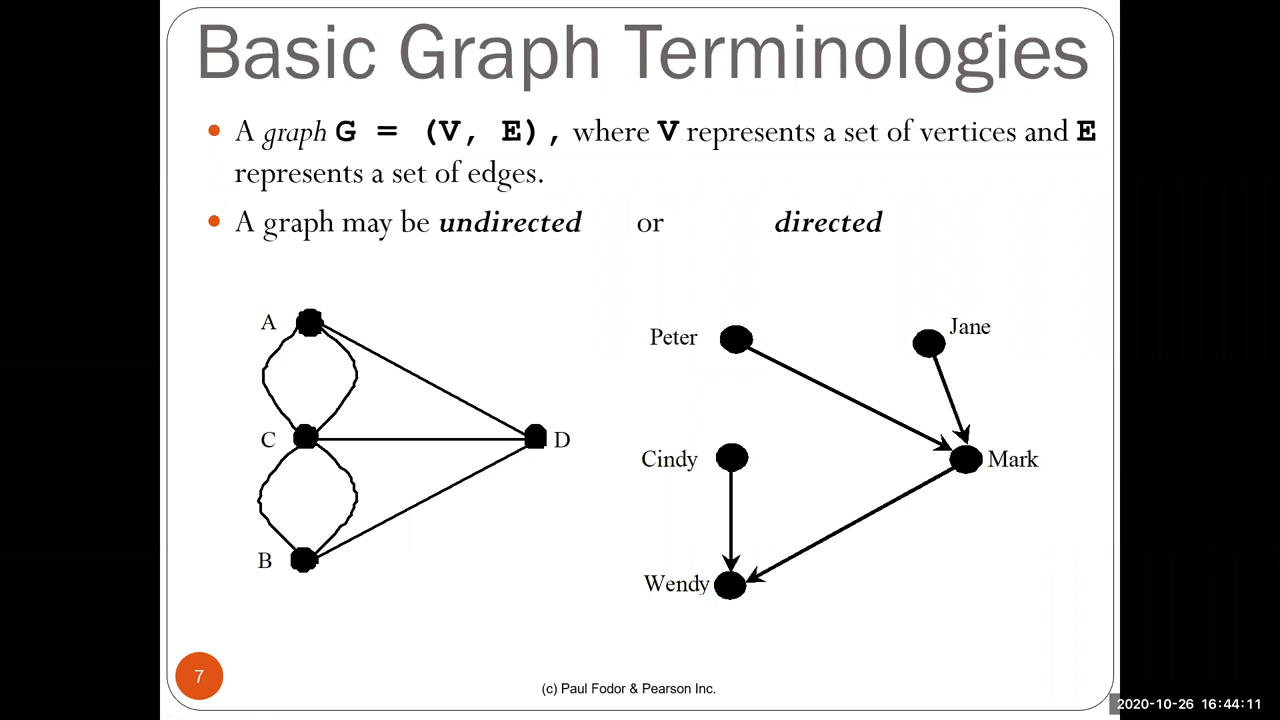 Basic Graph Terminologies
A graph G = (V, E), where V represents a set of vertices and E
represents a set of edges.
A graph may be undirected or directed
A
C
D
B
Peter
Jane
Cindy
Mark
Wendy
7
(c) Paul Fodor & Pearson Inc.
2020-10-26 16:44:11